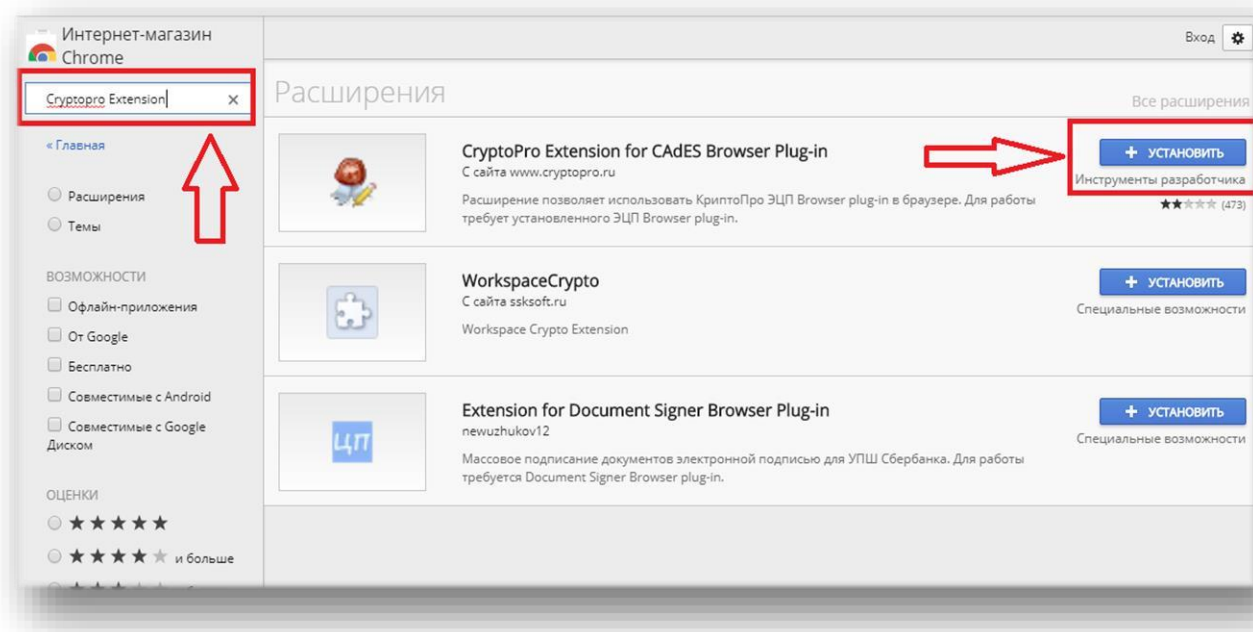 Интернет-магазин
Chrome
Вход
Cryptopro Extension
Расширения
Все расширения
« Главная
Расширения
Темы
ВОЗМОЖНОСТИ
Офлайн-приложения
От Google
Бесплатно
Совместимые с Android
Совместимые с Google
Диском
ОЦЕНКИ
и больше
CryptoPro Extension for CAdES Browser Plug-in
С сайта www.cryptopro.ru
Расширение позволяет использовать КриптоПро ЭЦП Browser plug-in в браузере. Для работы
требует установленного ЭЦП Browser plug-in.
+ УСТАНОВИТЬ
Инструменты разработчика
(473)
WorkspaceCrypto
С сайта ssksoft.ru
Workspace Crypto Extension
+ УСТАНОВИТЬ
Специальные возможности
ЦП
Extension for Document Signer Browser Plug-in
newuzhukov12
Массовое подписание документов электронной подписью для УПШ Сбербанка. Для работы
требуется Document Signer Browser plug-in.
+ УСТАНОВИТЬ
Специальные возможности